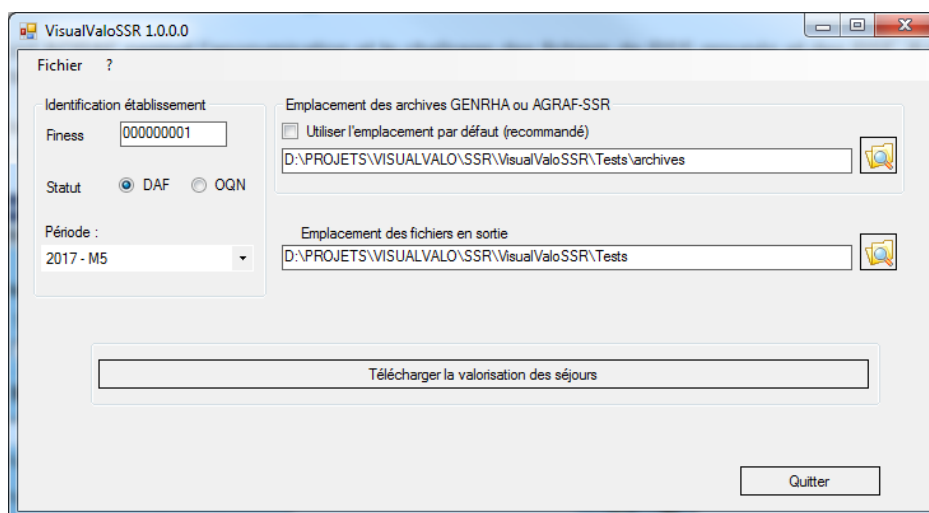 VisualValoSSR 1.0.0.0
Fichier ?
Identification établissement
Finess 000000001
Statut DAF OQN
Période :
2017 - M5
Emplacement des archives GENRHA ou AGRAF-SSR
Utiliser l'emplacement par défaut (recommandé)
D:\PROJETS\VISUALVALO\SSR\VisualValoSSR\Tests\archives
Emplacement des fichiers en sortie
D:\PROJETS\VISUALVALO\SSR\VisualValoSSR\Tests
Télécharger la valorisation des séjours
Quitter